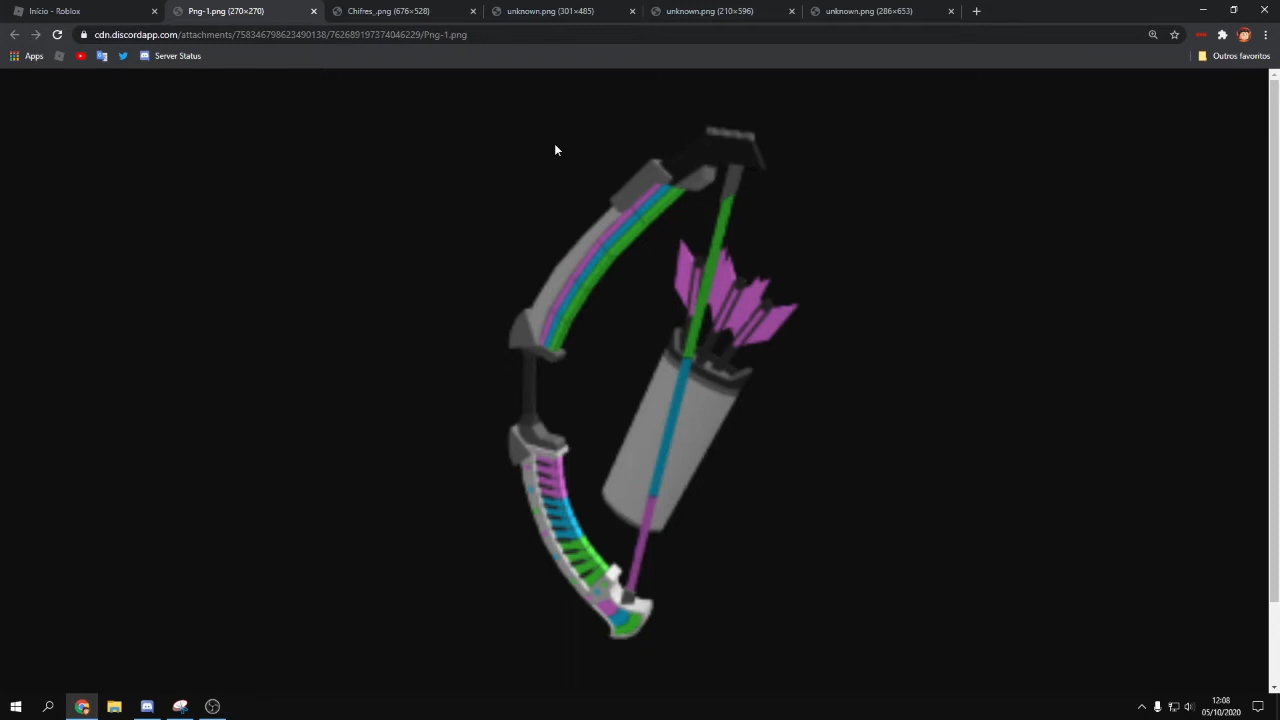 Início - Roblox
Png-1.png (270×270)
Chifres_.png (676×528)
unknown.png (301×485)
unknown.png (210×596)
unknown.png (286×653)
cdn.discordapp.com/attachments/758346798623490138/762689197374046229/Png-1.png
Apps
Server Status
Outros favoritos
12:08
05/10/2020